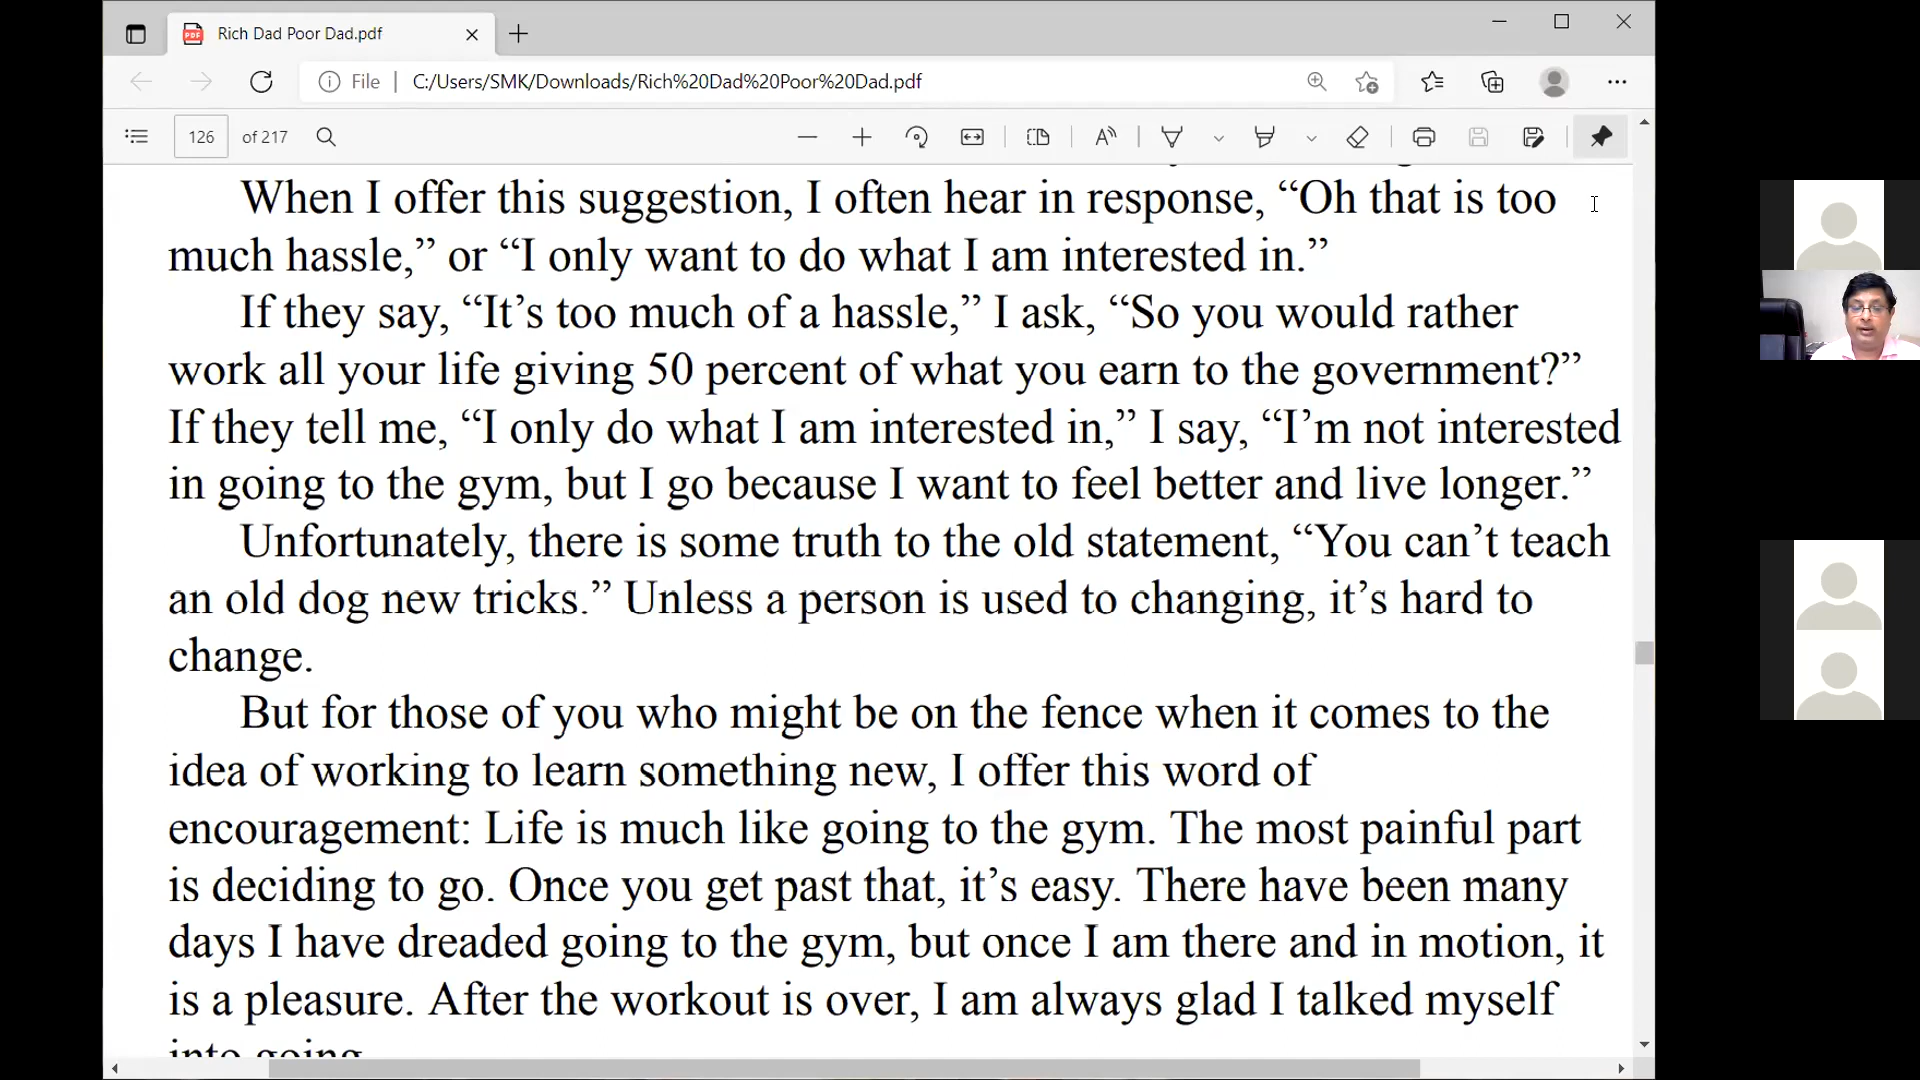 Rich Dad Poor Dad.pdf
File
C:/Users/SMK/Downloads/Rich%20Dad%20Poor%20Dad.pdf
126 of 217
When I offer this suggestion, I often hear in response, “Oh that is too
much hassle,” or “I only want to do what I am interested in.”
If they say, “It’s too much of a hassle,” I ask, “So you would rather
work all your life giving 50 percent of what you earn to the government?”
If they tell me, “I only do what I am interested in,” I say, “I’m not interested
in going to the gym, but I go because I want to feel better and live longer.”
Unfortunately, there is some truth to the old statement, “You can’t teach
an old dog new tricks.” Unless a person is used to changing, it’s hard to
change.
But for those of you who might be on the fence when it comes to the
idea of working to learn something new, I offer this word of
encouragement: Life is much like going to the gym. The most painful part
is deciding to go. Once you get past that, it’s easy. There have been many
days I have dreaded going to the gym, but once I am there and in motion, it
is a pleasure. After the workout is over, I am always glad I talked myself
into going